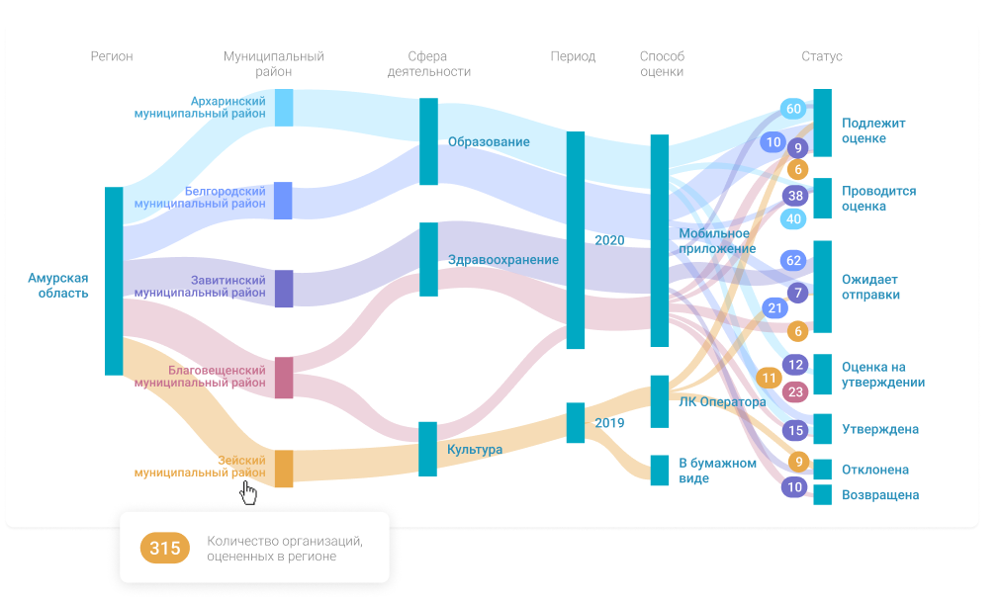 Регион
Муниципальный
район
Сфера
деятельности
Период
Способ
оценки
Статус
Архаринский
муниципальный район
Белгородский
муниципальный район
Завитинский
муниципальный район
Благовещенский
муниципальный район
Зейский
муниципальный район
Амурская
область
Образование
Здравоохранение
Культура
2020
2019
Мобильное
приложение
ЛК Оператора
В бумажном
виде
60
10
9
6
38
40
62
7
21
6
12
11
23
15
9
10
Подлежит
оценке
Проводится
оценка
Ожидает
отправки
Оценка на
утверждении
Утверждена
Отклонена
Возвращена
315
Количество организаций,
оцененных в регионе